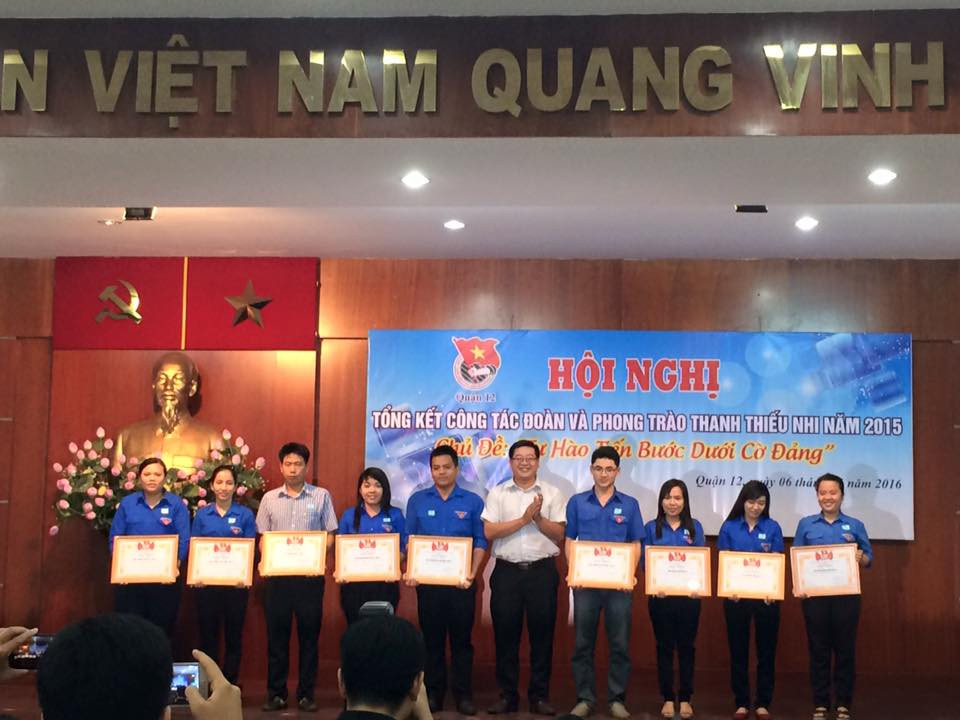 N VIỆT NAM QUANG VINH
HỘI NGHỊ
Quận 12
TỔNG KẾT CÔNG TÁC ĐOÀN VÀ PHONG TRÀO THANH THIẾU NHI NĂM 2015
Chủ Đề: Hào Tiến Bước Dưới Cờ Đảng”
Quận 12, ngày 06 năm 2016